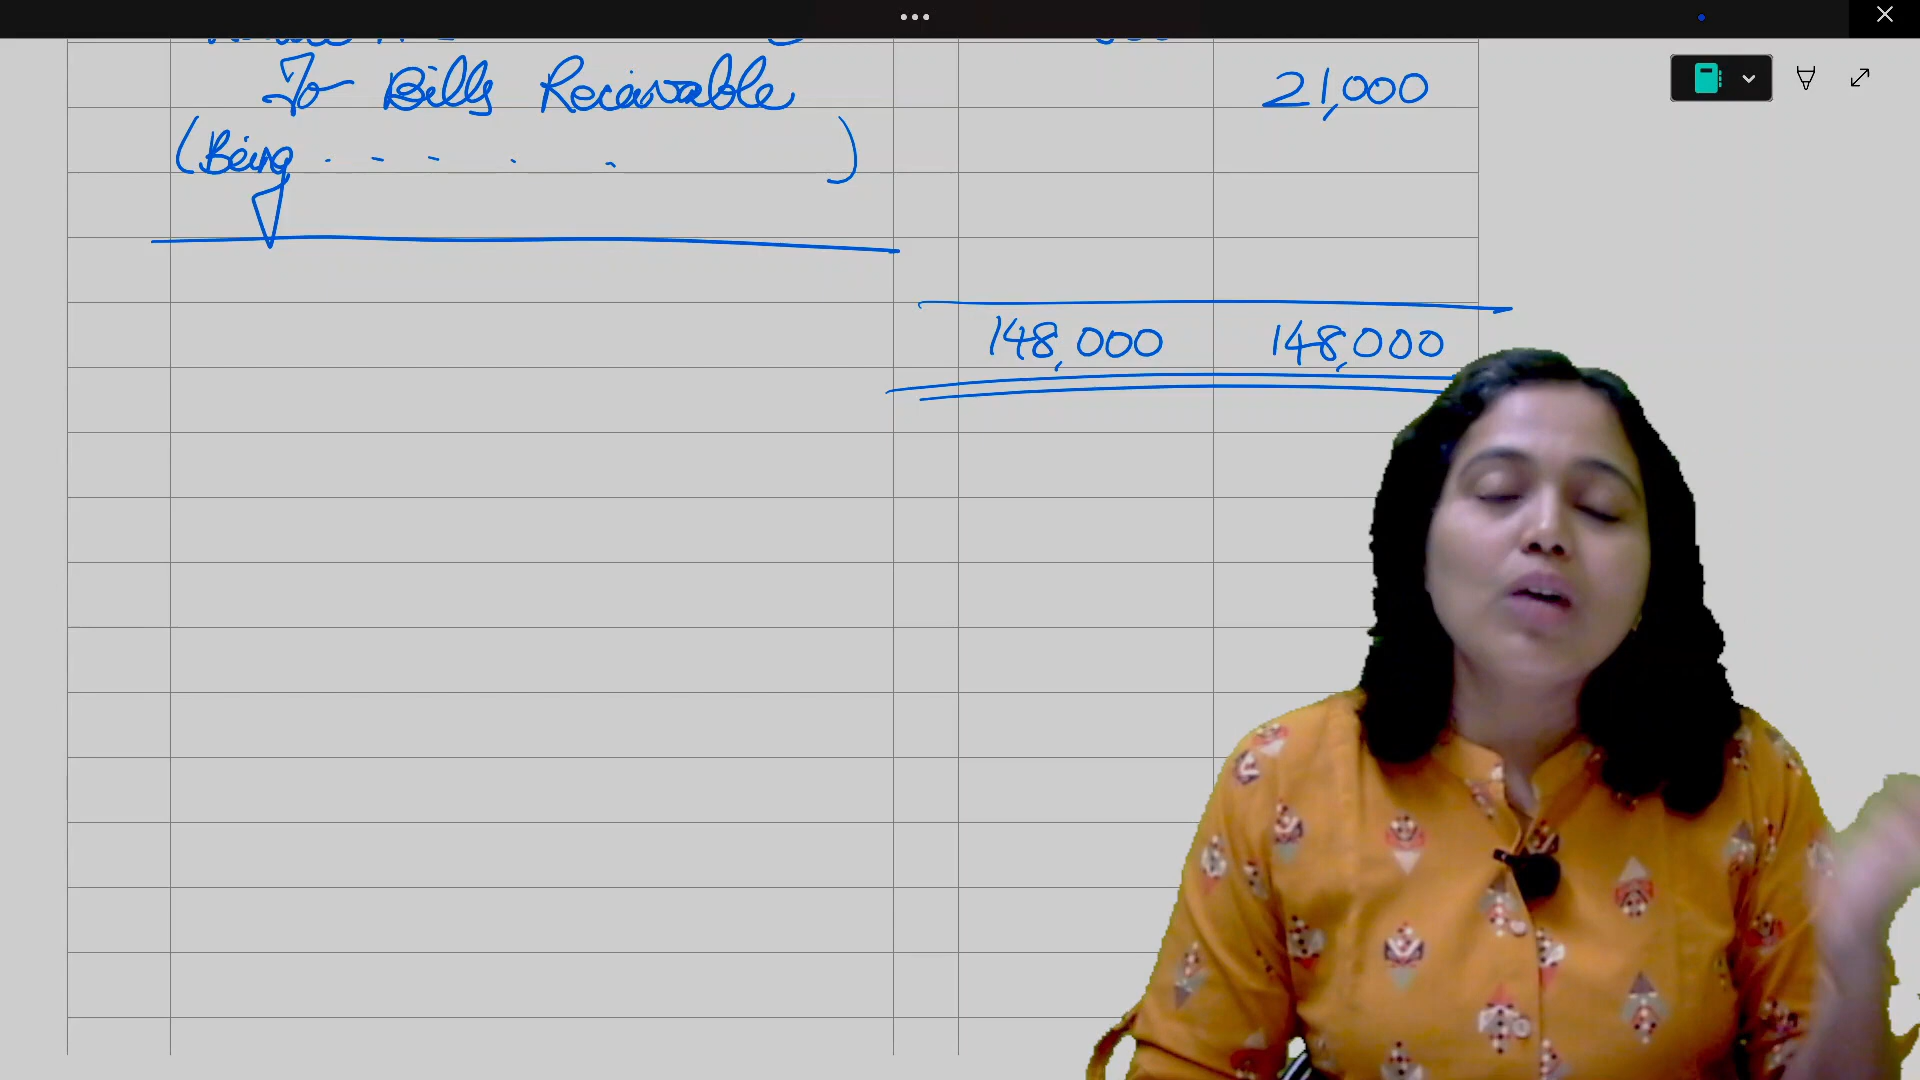 To Bills Receivable 21,000
(Being - - - - - )
148,000 148,000